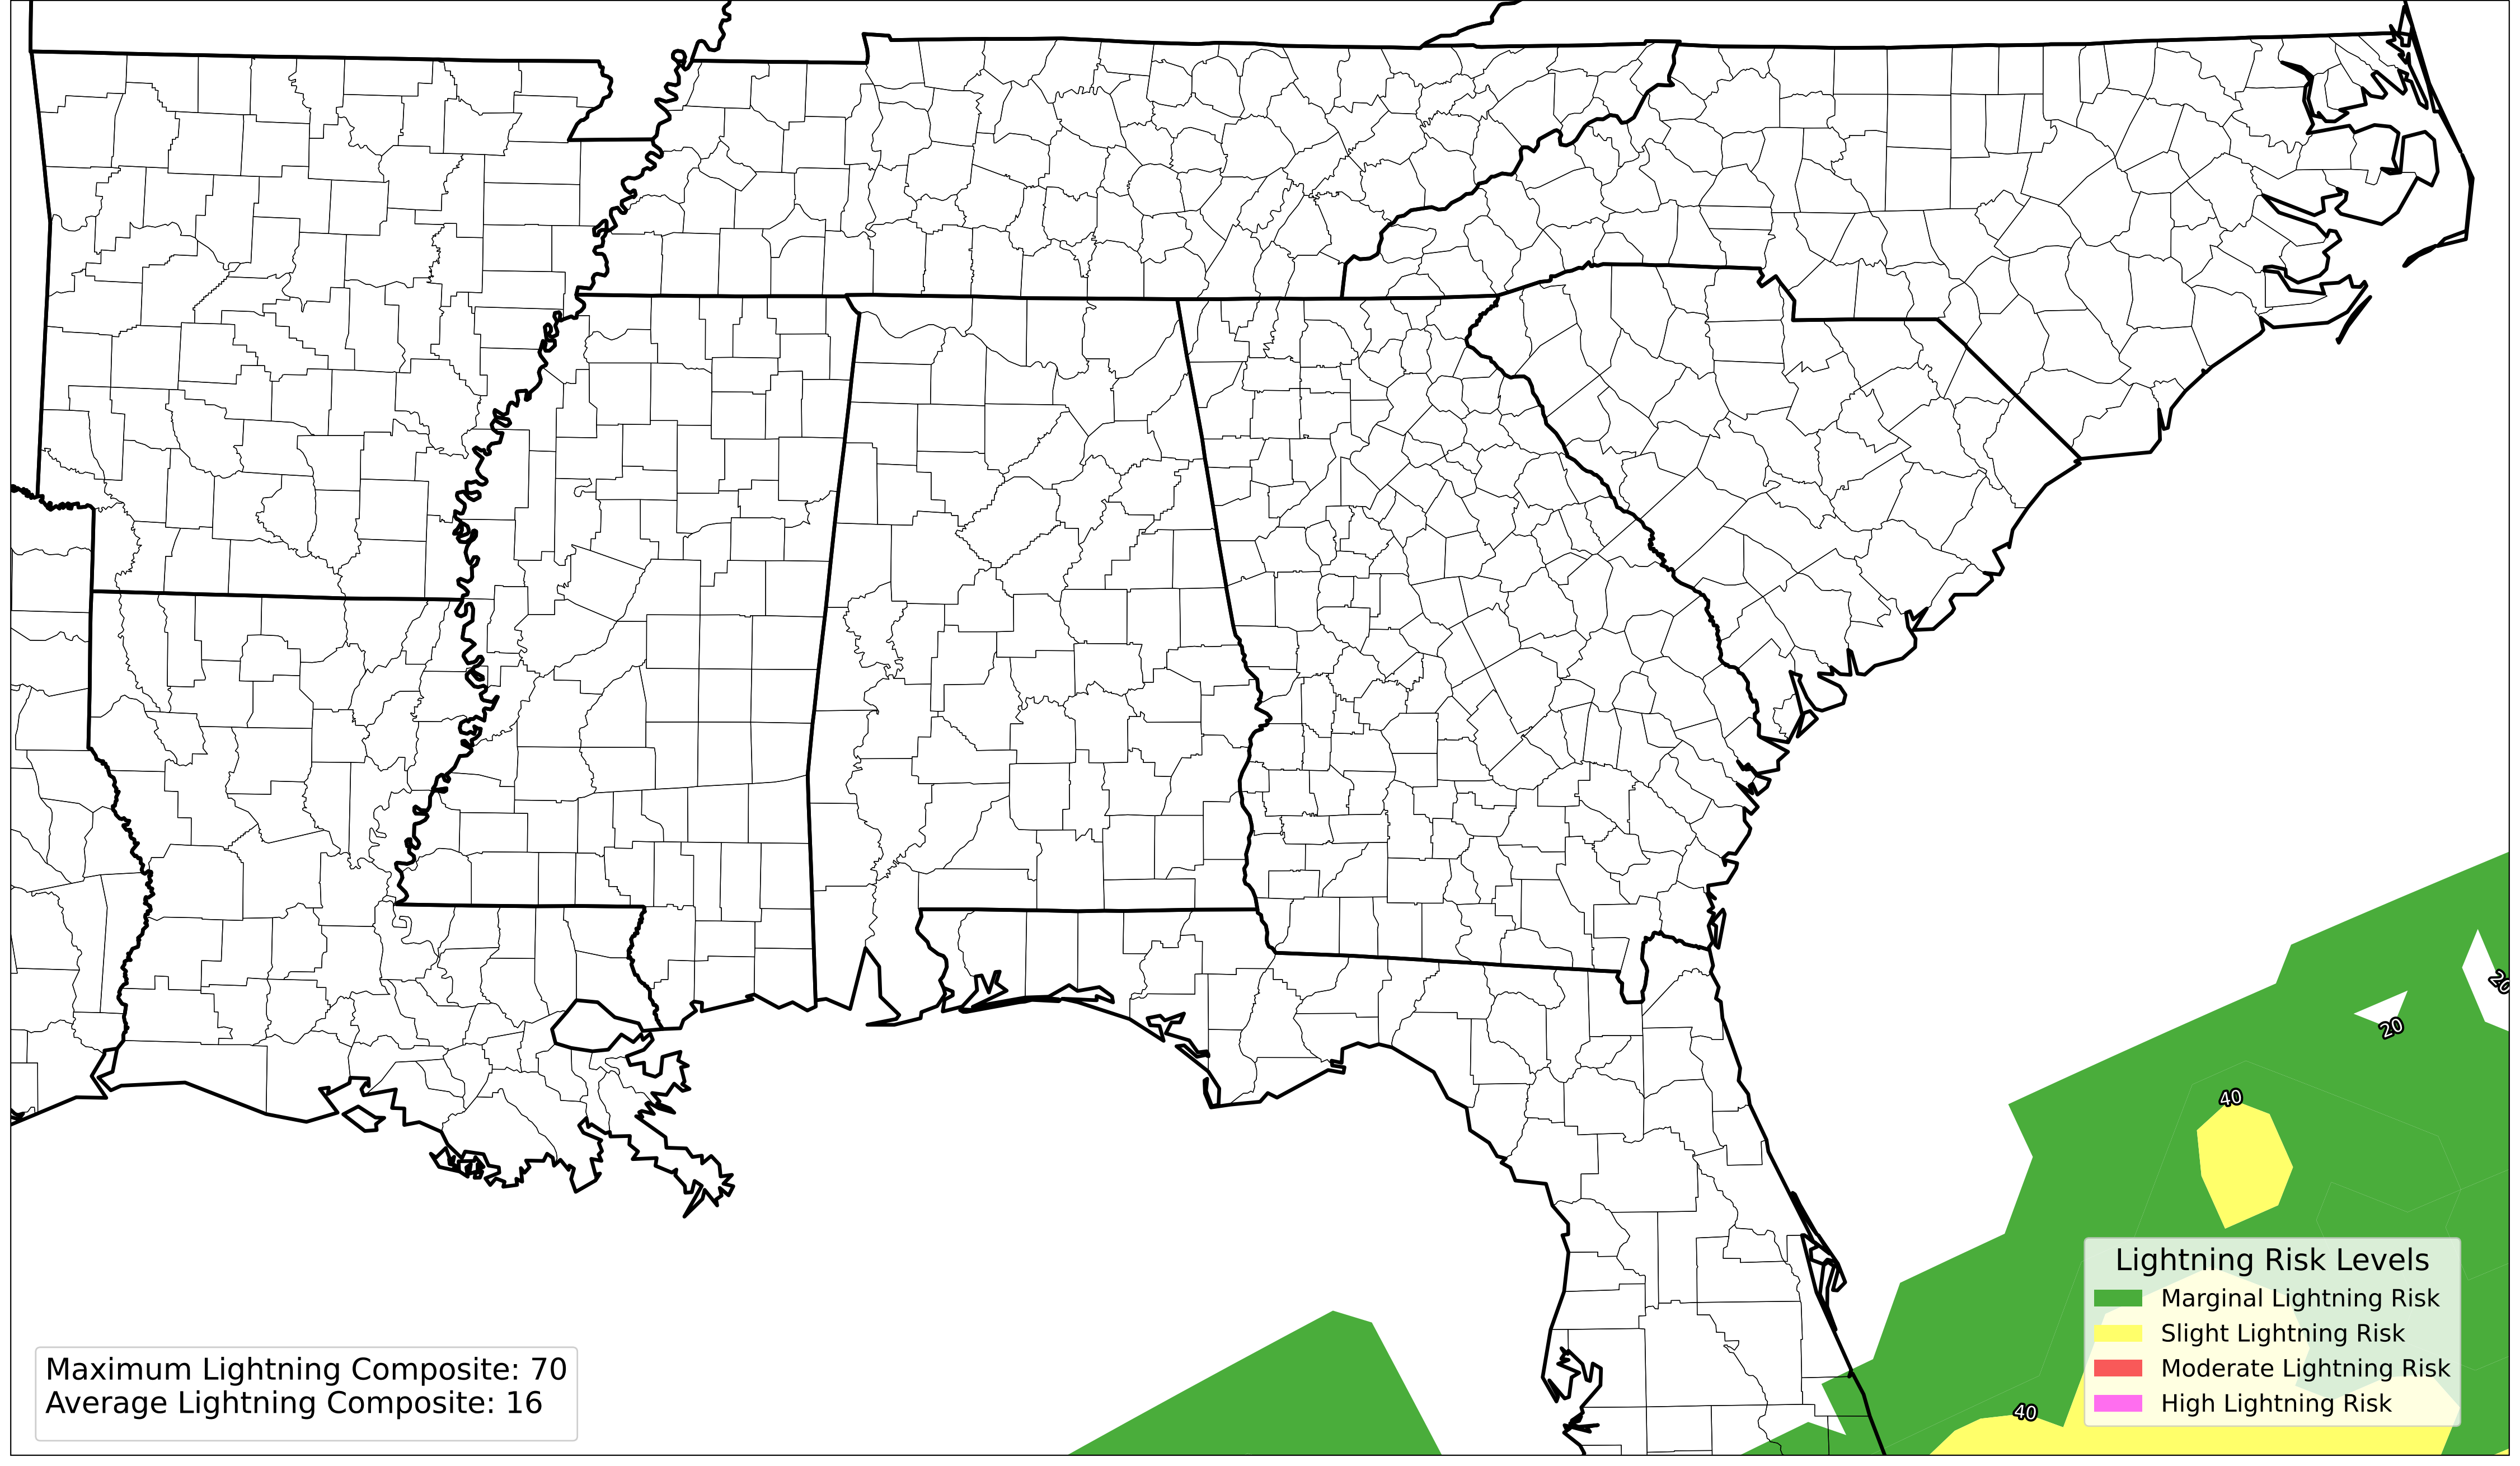 20
20
40
Lightning Risk Levels
Marginal Lightning Risk
Slight Lightning Risk
Moderate Lightning Risk
High Lightning Risk
Maximum Lightning Composite: 70
Average Lightning Composite: 16
40